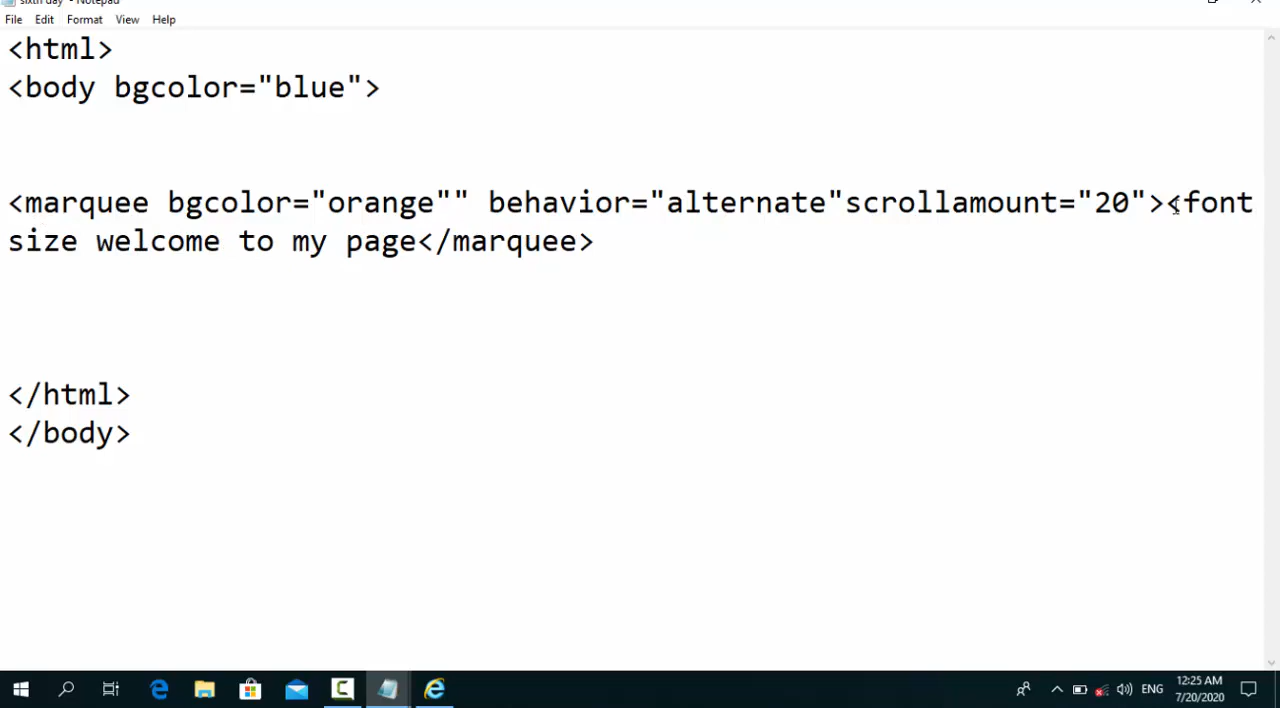 sixth day - Notepad
File Edit Format View Help
<html>
<body bgcolor="blue">
<marquee bgcolor="orange"" behavior="alternate"scrollamount="20"><font
size welcome to my page</marquee>
</html>
</body>
ENG
12:25 AM
7/20/2020